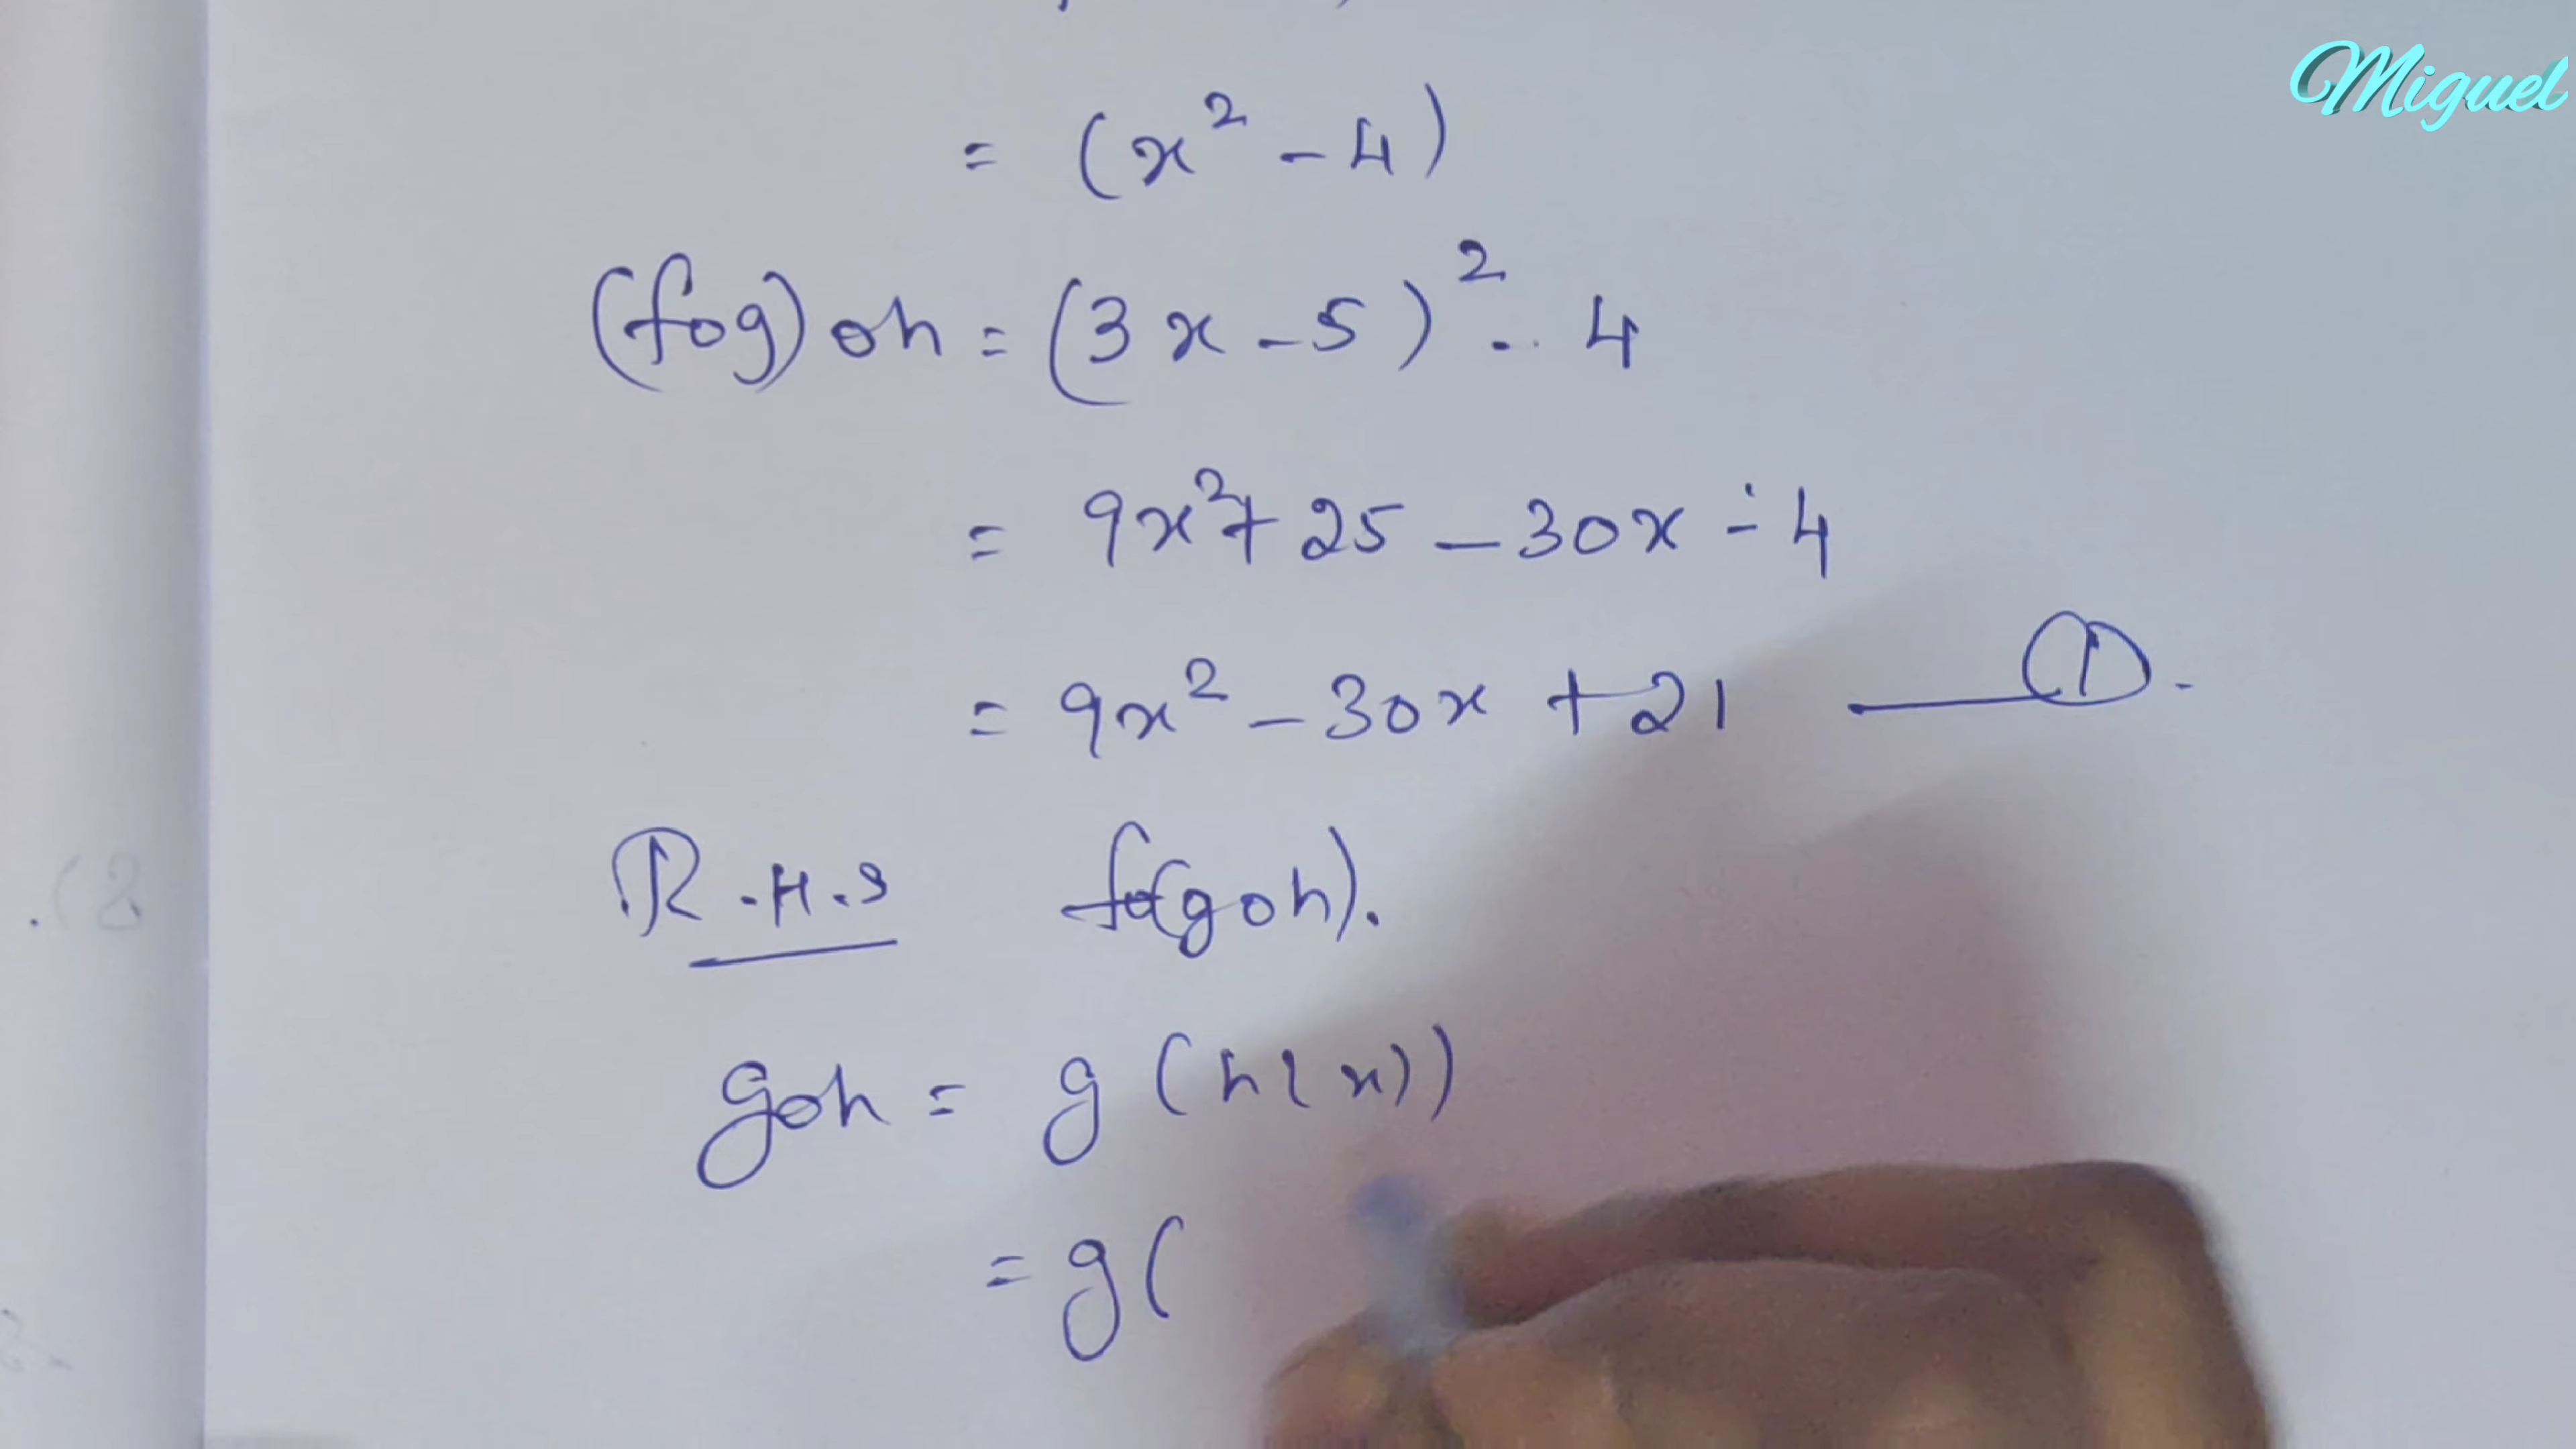 Miguel
= (x² - 4)
(fog) oh = (3x - 5)² - 4
= 9x² + 25 - 30x - 4
= 9x² - 30x + 21 — ①.
R.H.S fo(goh).
goh = g(h(x))
= g(